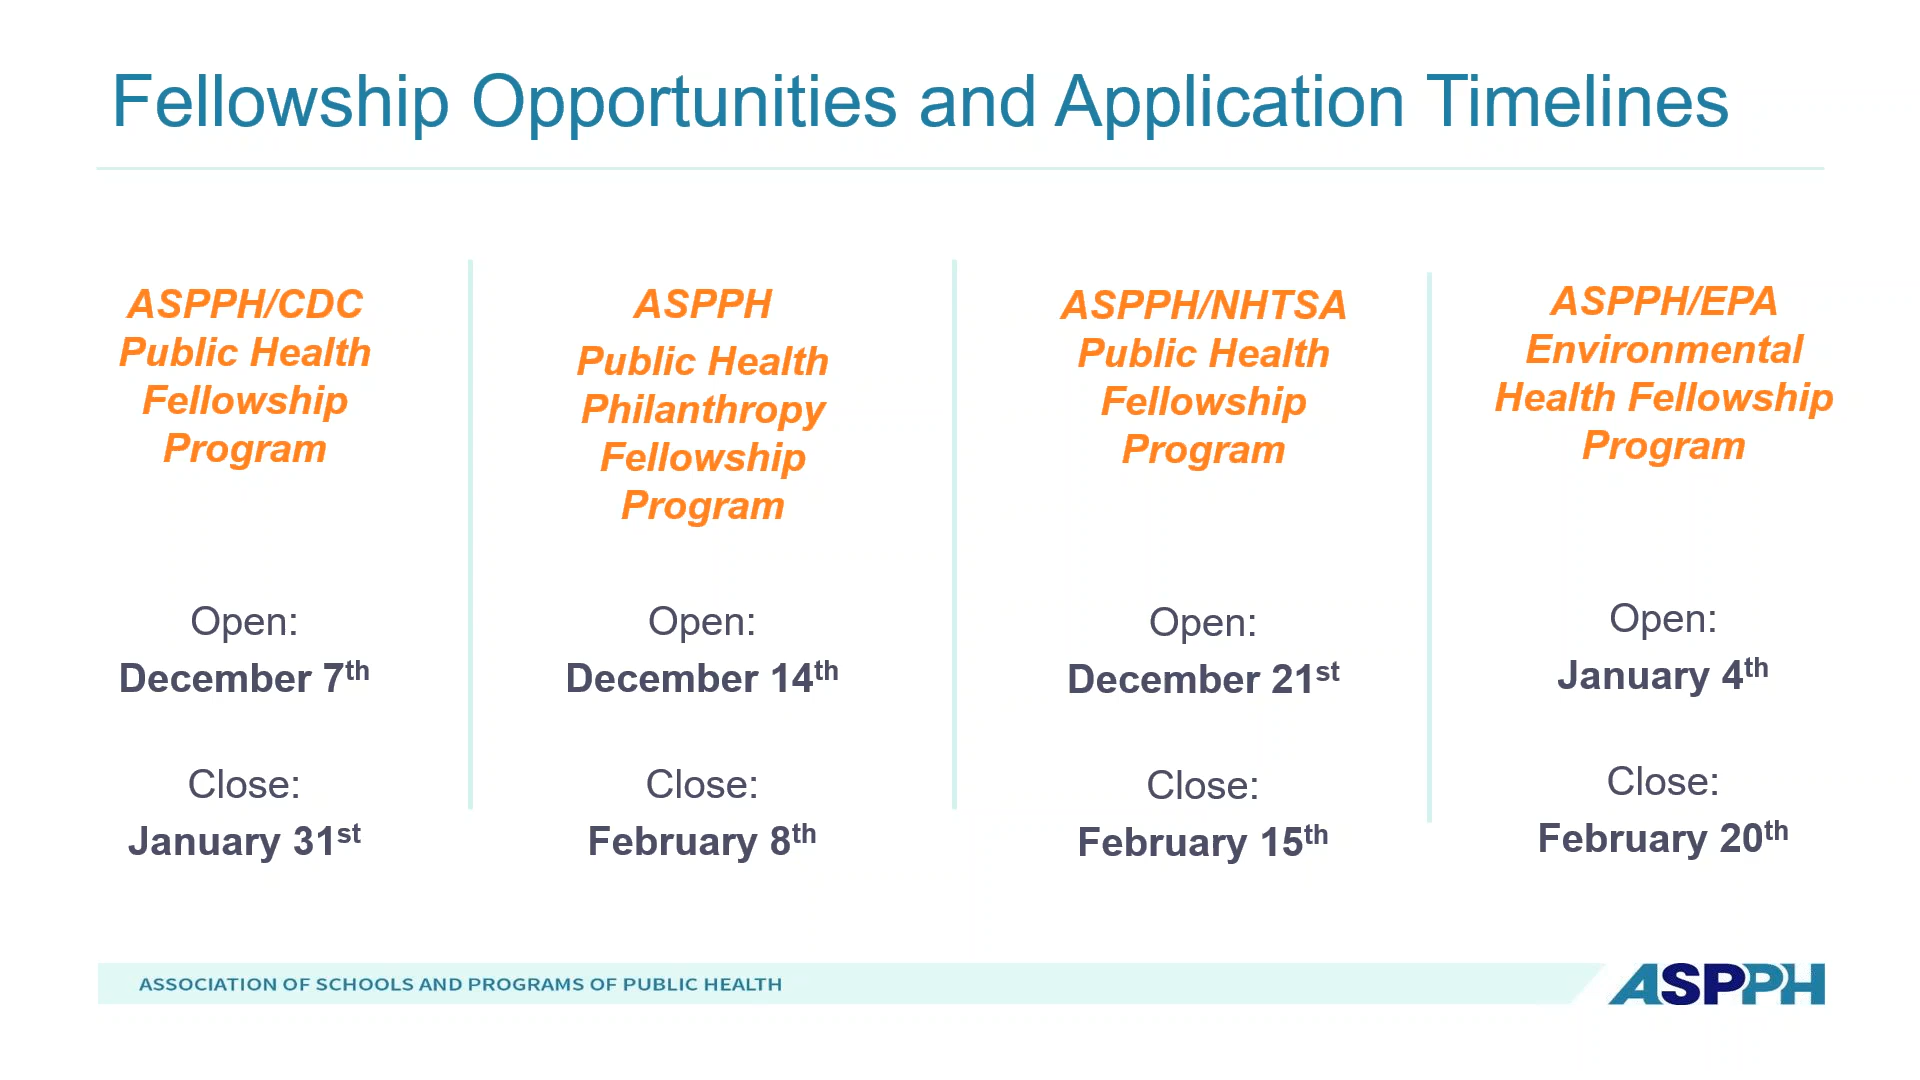 Fellowship Opportunities and Application Timelines
ASPPH/CDC
Public Health
Fellowship
Program
Open:
December 7th
Close:
January 31st
ASPPH
Public Health
Philanthropy
Fellowship
Program
Open:
December 14th
Close:
February 8th
ASPPH/NHTSA
Public Health
Fellowship
Program
Open:
December 21st
Close:
February 15th
ASPPH/EPA
Environmental
Health Fellowship
Program
Open:
January 4th
Close:
February 20th
ASSOCIATION OF SCHOOLS AND PROGRAMS OF PUBLIC HEALTH
ASPPH